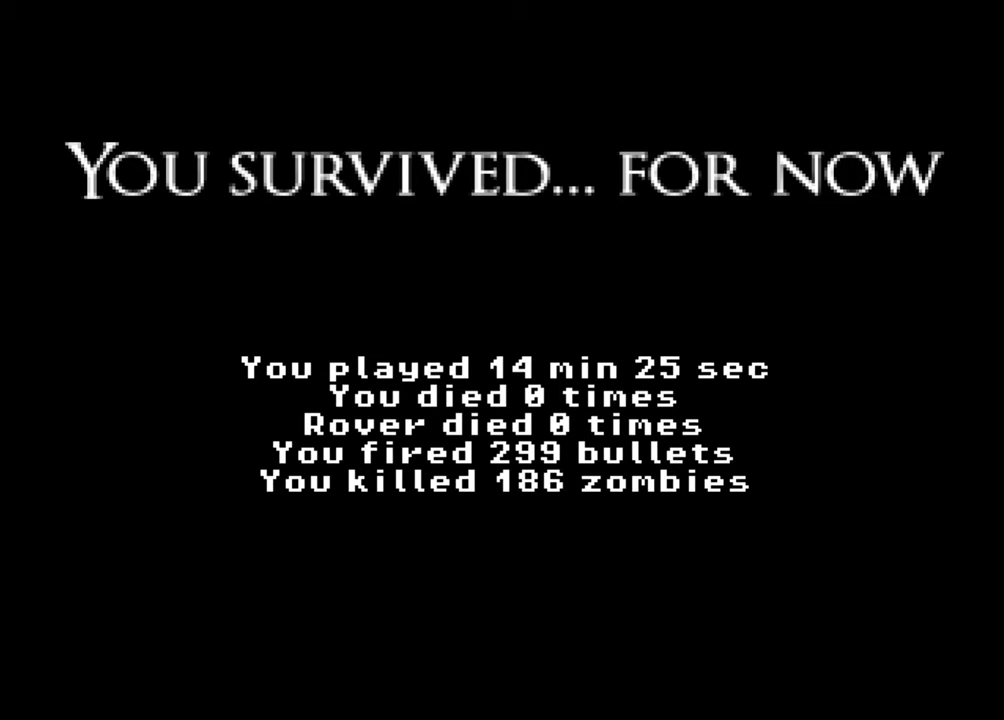 You survived... for now
You played 14 min 25 sec
You died 0 times
Rover died 0 times
You fired 299 bullets
You killed 186 zombies